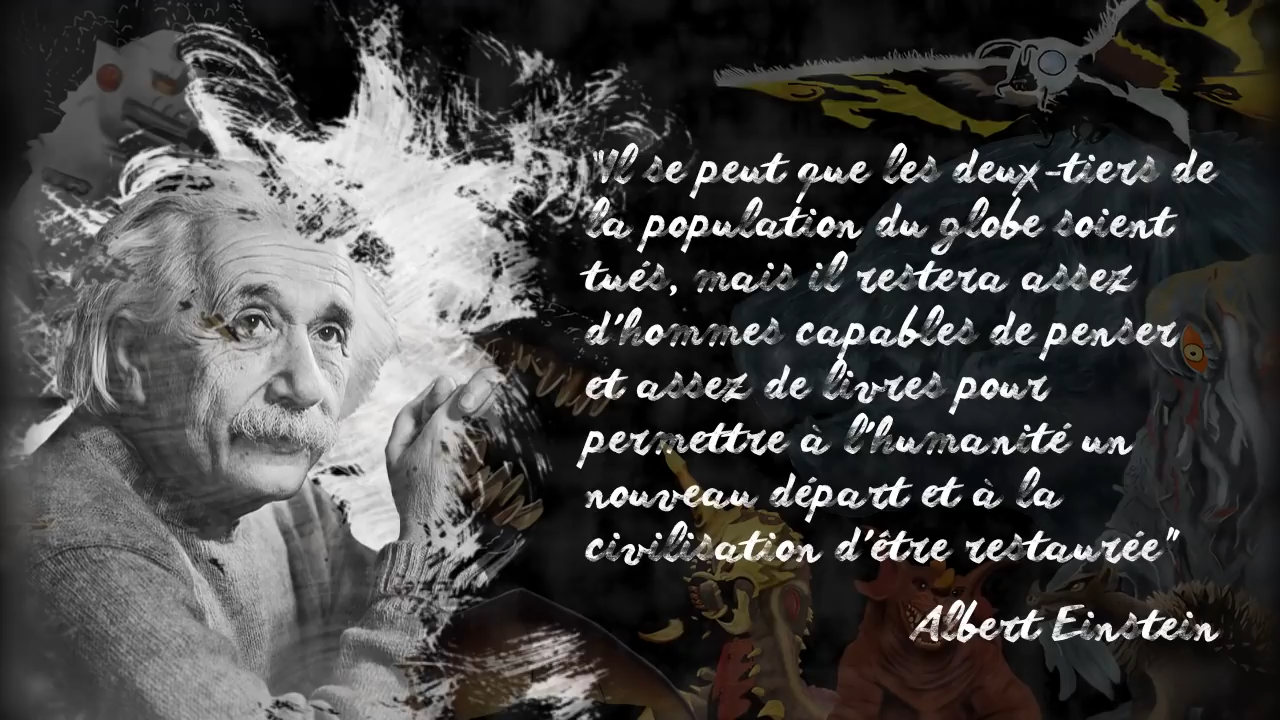 "Il se peut que les deux-tiers de
la population du globe soient
tués, mais il restera assez
d'hommes capables de penser
et assez de livres pour
permettre à l'humanité un
nouveau départ et à la
civilisation d'être restaurée"
Albert Einstein